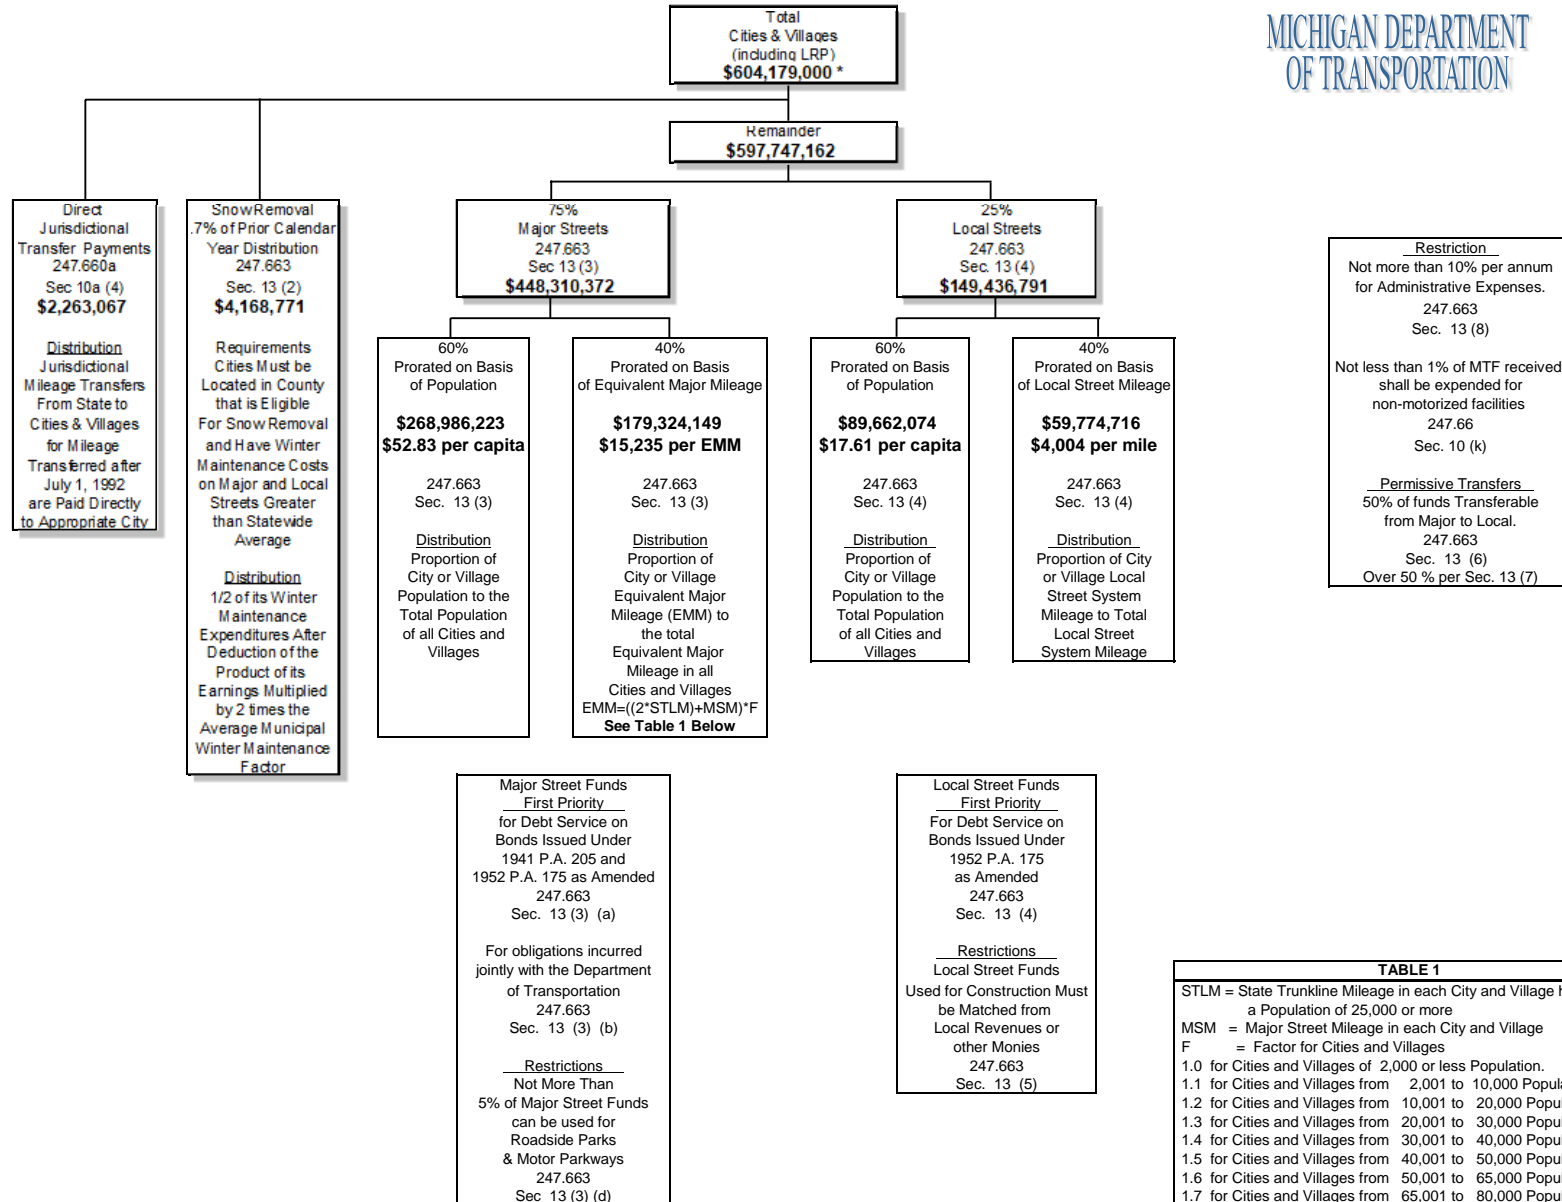 Total
Cities & Villages
(including LRP)
$604,179,000 *
MICHIGAN DEPARTMENT
OF TRANSPORTATION
Remainder
$597,747,162
Direct
Jurisdictional
Transfer Payments
247.660a
Sec 10a (4)
$2,263,067
Distribution
Jurisdictional
Mileage Transfers
From State to
Cities & Villages
for Mileage
Transferred after
July 1, 1992
are Paid Directly
to Appropriate City
Snow Removal
.7% of Prior Calendar
Year Distribution
247.663
Sec. 13 (2)
$4,168,771
Requirements
Cities Must be
Located in County
that is Eligible
For Snow Removal
and Have Winter
Maintenance Costs
on Major and Local
Streets Greater
than Statewide
Average
Distribution
1/2 of its Winter
Maintenance
Expenditures After
Deduction of the
Product of its
Earnings Multiplied
by 2 times the
Average Municipal
Winter Maintenance
Factor
75%
Major Streets
247.663
Sec 13 (3)
$448,310,372
25%
Local Streets
247.663
Sec. 13 (4)
$149,436,791
60%
Prorated on Basis
of Population
$268,986,223
$52.83 per capita
247.663
Sec. 13 (3)
Distribution
Proportion of
City or Village
Population to the
Total Population
of all Cities and
Villages
40%
Prorated on Basis
of Equivalent Major Mileage
$179,324,149
$15,235 per EMM
247.663
Sec. 13 (3)
Distribution
Proportion of
City or Village
Equivalent Major
Mileage (EMM) to
the total
Equivalent Major
Mileage in all
Cities and Villages
EMM=((2*STLM)+MSM)*F
See Table 1 Below
60%
Prorated on Basis
of Population
$89,662,074
$17.61 per capita
247.663
Sec. 13 (4)
Distribution
Proportion of
City or Village
Population to the
Total Population
of all Cities and
Villages
40%
Prorated on Basis
of Local Street Mileage
$59,774,716
$4,004 per mile
247.663
Sec. 13 (4)
Distribution
Proportion of City
or Village Local
Street System
Mileage to Total
Local Street
System Mileage
Restriction
Not more than 10% per annum
for Administrative Expenses.
247.663
Sec. 13 (8)
Not less than 1% of MTF received
shall be expended for
non-motorized facilities
247.66
Sec. 10 (k)
Permissive Transfers
50% of funds Transferable
from Major to Local.
247.663
Sec. 13 (6)
Over 50 % per Sec. 13 (7)
Major Street Funds
First Priority
for Debt Service on
Bonds Issued Under
1941 P.A. 205 and
1952 P.A. 175 as Amended
247.663
Sec. 13 (3) (a)
For obligations incurred
jointly with the Department
of Transportation
247.663
Sec. 13 (3) (b)
Restrictions
Not More Than
5% of Major Street Funds
can be used for
Roadside Parks
& Motor Parkways
247.663
Sec 13 (3) (d)
Local Street Funds
First Priority
For Debt Service on
Bonds Issued Under
1952 P.A. 175
as Amended
247.663
Sec. 13 (4)
Restrictions
Local Street Funds
Used for Construction Must
be Matched from
Local Revenues or
other Monies
247.663
Sec. 13 (5)
TABLE 1
STLM = State Trunkline Mileage in each City and Village
a Population of 25,000 or more
MSM = Major Street Mileage in each City and Village
F = Factor for Cities and Villages
1.0 for Cities and Villages of 2,000 or less Population.
1.1 for Cities and Villages from 2,001 to 10,000
1.2 for Cities and Villages from 10,001 to 20,000
1.3 for Cities and Villages from 20,001 to 30,000
1.4 for Cities and Villages from 30,001 to 40,000
1.5 for Cities and Villages from 40,001 to 50,000
1.6 for Cities and Villages from 50,001 to 65,000
1.7 for Cities and Villages from 65,001 to 80,000